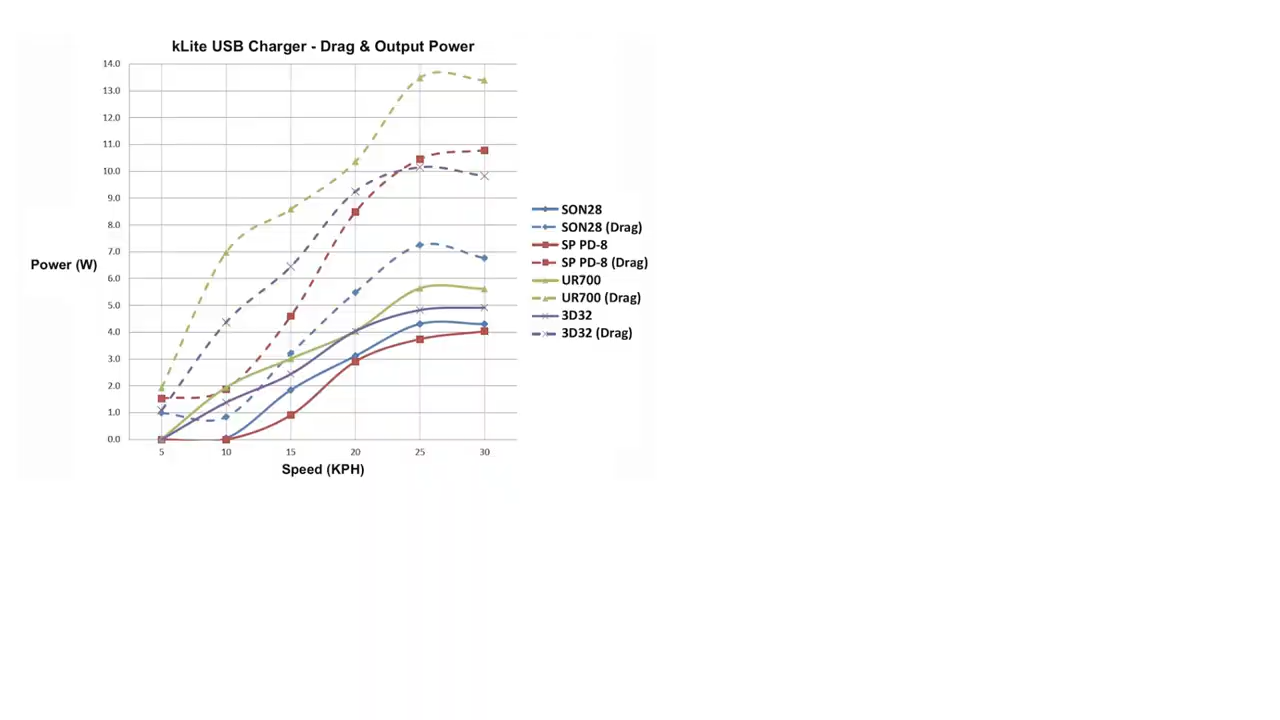 kLite USB Charger - Drag & Output Power
14.0
13.0
12.0
11.0
10.0
9.0
8.0
7.0
6.0
5.0
4.0
3.0
2.0
1.0
0.0
Power (W)
5 10 15 20 25 30
Speed (KPH)
SON28
SON28 (Drag)
SP PD-8
SP PD-8 (Drag)
UR700
UR700 (Drag)
3D32
3D32 (Drag)